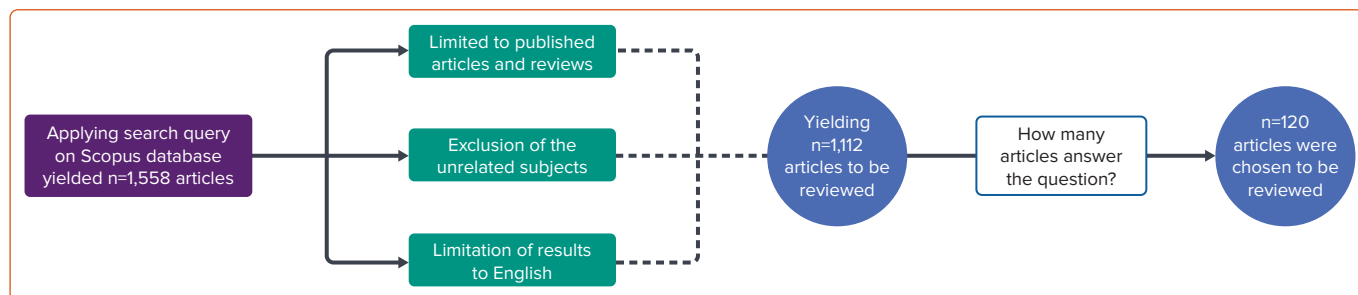 Applying search query
on Scopus database
yielded n=1,558 articles
Limited to published
articles and reviews
Exclusion of the
unrelated subjects
Limitation of results
to English
Yielding
n=1,112
articles to be
reviewed
How many
articles answer
the question?
n=120
articles were
chosen to be
reviewed